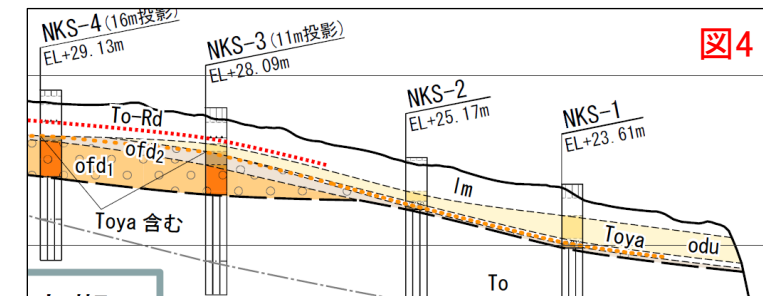 NKS-4 (16m投影)
EL+29.13m
NKS-3 (11m投影)
EL+28.09m
NKS-2
EL+25.17m
NKS-1
EL+23.61m
図4
To-Rd
ofd2
ofd1
Toya 含む
lm
Toya
odu
To